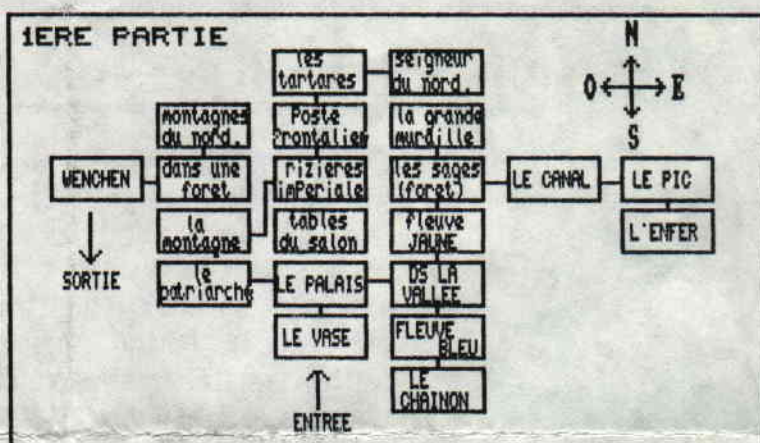 1ERE PARTIE
N
les
tartares
seigneur
du nord.
O
E
montagnes
du nord.
Poste
frontalier
la grande
muraille
S
WENCHEN
dans une
foret
rizieres
imPeriale
les sages
(foret)
LE CANAL
LE PIC
la
montagne
tables
du salon
fleuve
JAUNE
L'ENFER
SORTIE
le
patriarche
LE PALAIS
DS LA
VALLEE
LE VASE
FLEUVE
BLEU
LE
CHAINON
ENTREE